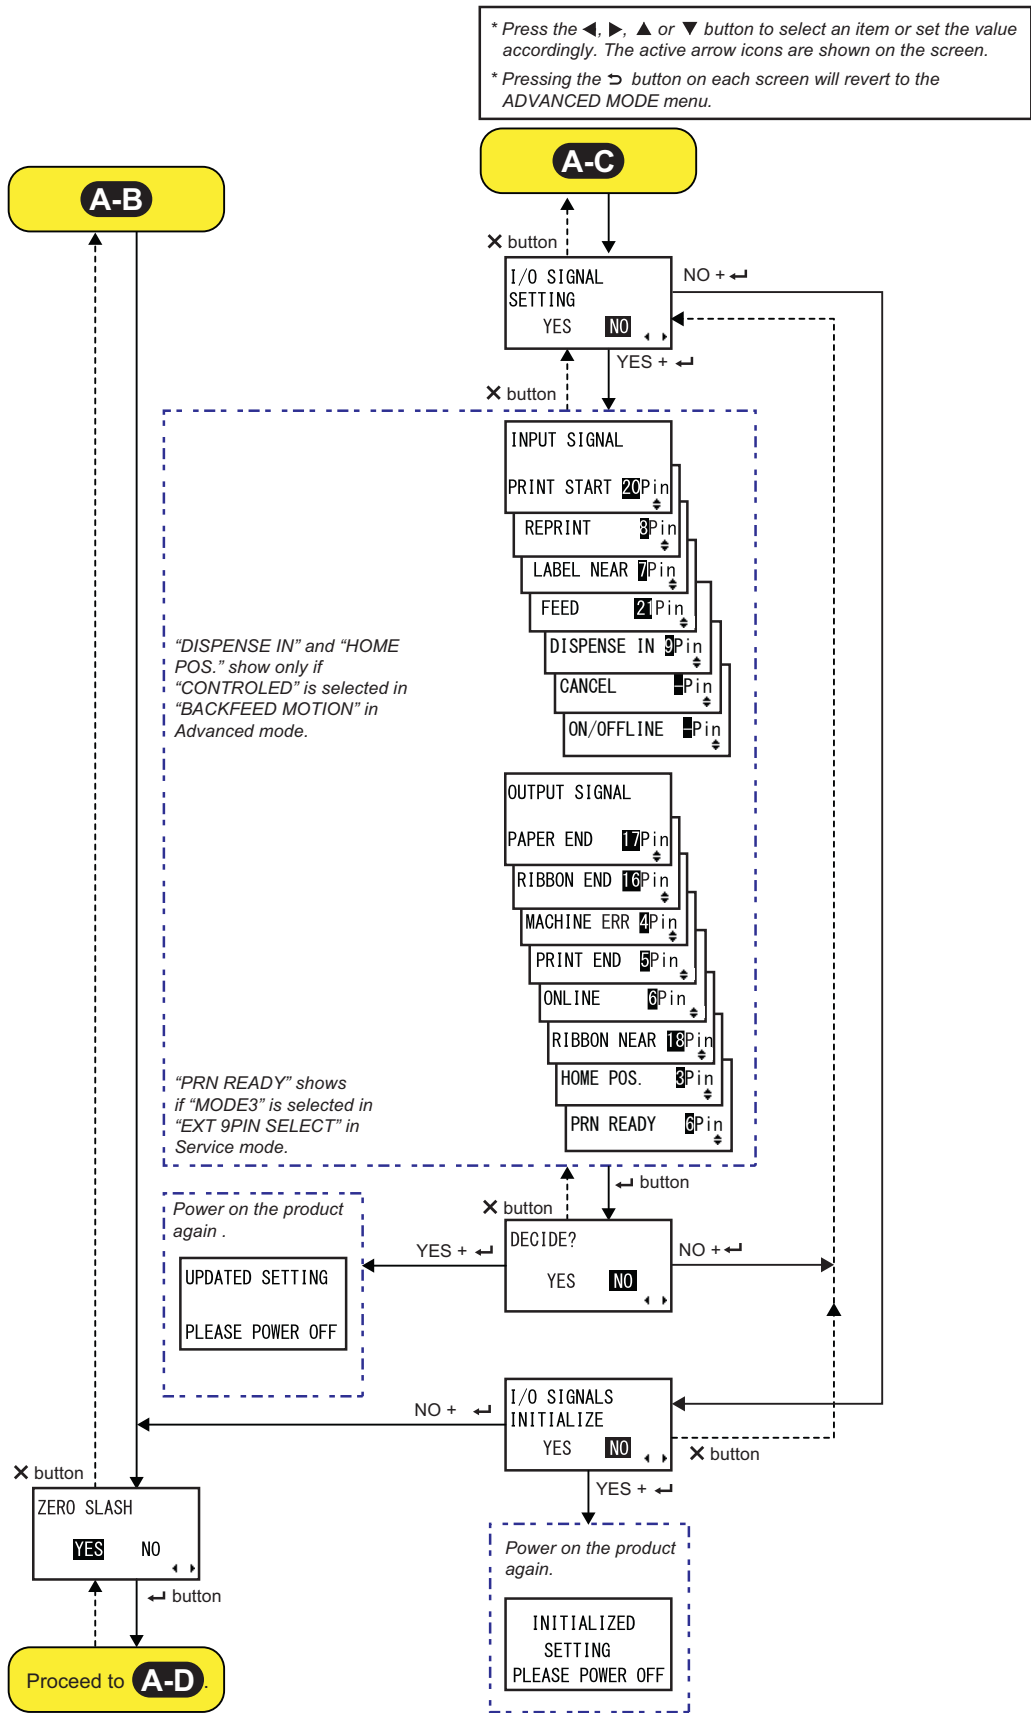 * Press the ◀, ▶, ▲ or ▼ button to select an item or set the value
accordingly. The active arrow icons are shown on the screen.
* Pressing the ⮌ button on each screen will revert to the
ADVANCED MODE menu.
A-C
A-B
✕ button
I/O SIGNAL
SETTING
YES NO
NO + ↵
YES + ↵
✕ button
INPUT SIGNAL
PRINT START 20Pin
REPRINT 8Pin
LABEL NEAR 7Pin
FEED 21Pin
DISPENSE IN 9Pin
CANCEL -Pin
ON/OFFLINE -Pin
"DISPENSE IN" and "HOME
POS." show only if
"CONTROLED" is selected in
"BACKFEED MOTION" in
Advanced mode.
OUTPUT SIGNAL
PAPER END 17Pin
RIBBON END 16Pin
MACHINE ERR 4Pin
PRINT END 5Pin
ONLINE 6Pin
RIBBON NEAR 18Pin
HOME POS. 3Pin
PRN READY 6Pin
"PRN READY" shows
if "MODE3" is selected in
"EXT 9PIN SELECT" in
Service mode.
↵ button
✕ button
Power on the product
again .
UPDATED SETTING
PLEASE POWER OFF
YES + ↵
DECIDE?
YES NO
NO + ↵
NO + ↵
I/O SIGNALS
INITIALIZE
YES NO
✕ button
✕ button
YES + ↵
ZERO SLASH
YES NO
↵ button
Power on the product
again.
INITIALIZED
SETTING
PLEASE POWER OFF
Proceed to A-D.